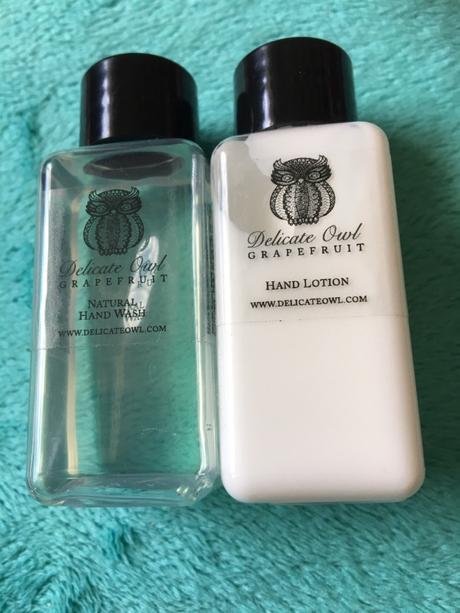 Delicate Owl
GRAPEFRUIT
NATURAL
HAND WASH
WWW.DELICATEOWL.COM
Delicate Owl
GRAPEFRUIT
HAND LOTION
WWW.DELICATEOWL.COM